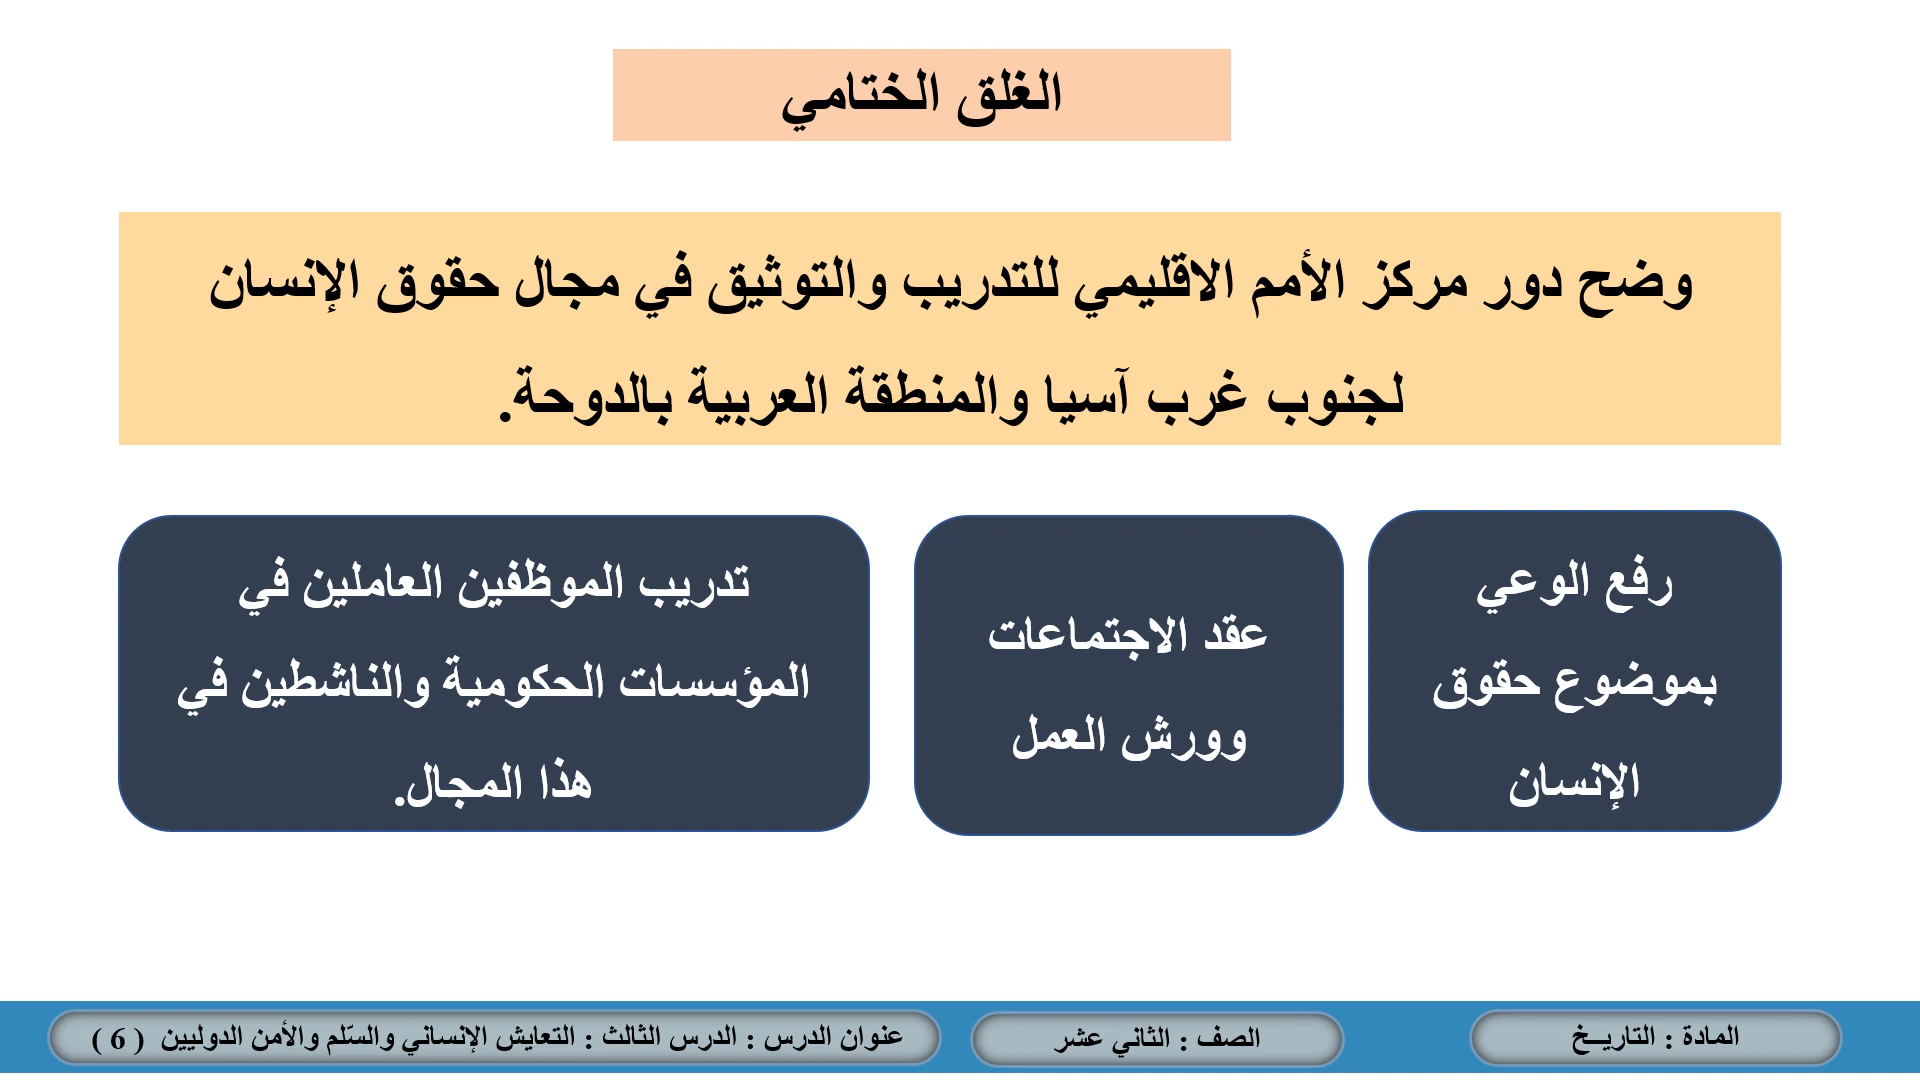 الغلق الختامي
وضح دور مركز الأمم الاقليمي للتدريب والتوثيق في مجال حقوق الإنسان
لجنوب غرب آسيا والمنطقة العربية بالدوحة.
رفع الوعي
بموضوع حقوق
الإنسان
عقد الاجتماعات
وورش العمل
تدريب الموظفين العاملين في
المؤسسات الحكومية والناشطين في
هذا المجال.
المادة : التاريــخ
الصف : الثاني عشر
عنوان الدرس : الدرس الثالث : التعايش الإنساني والسّلم والأمن الدوليين ( 6 )